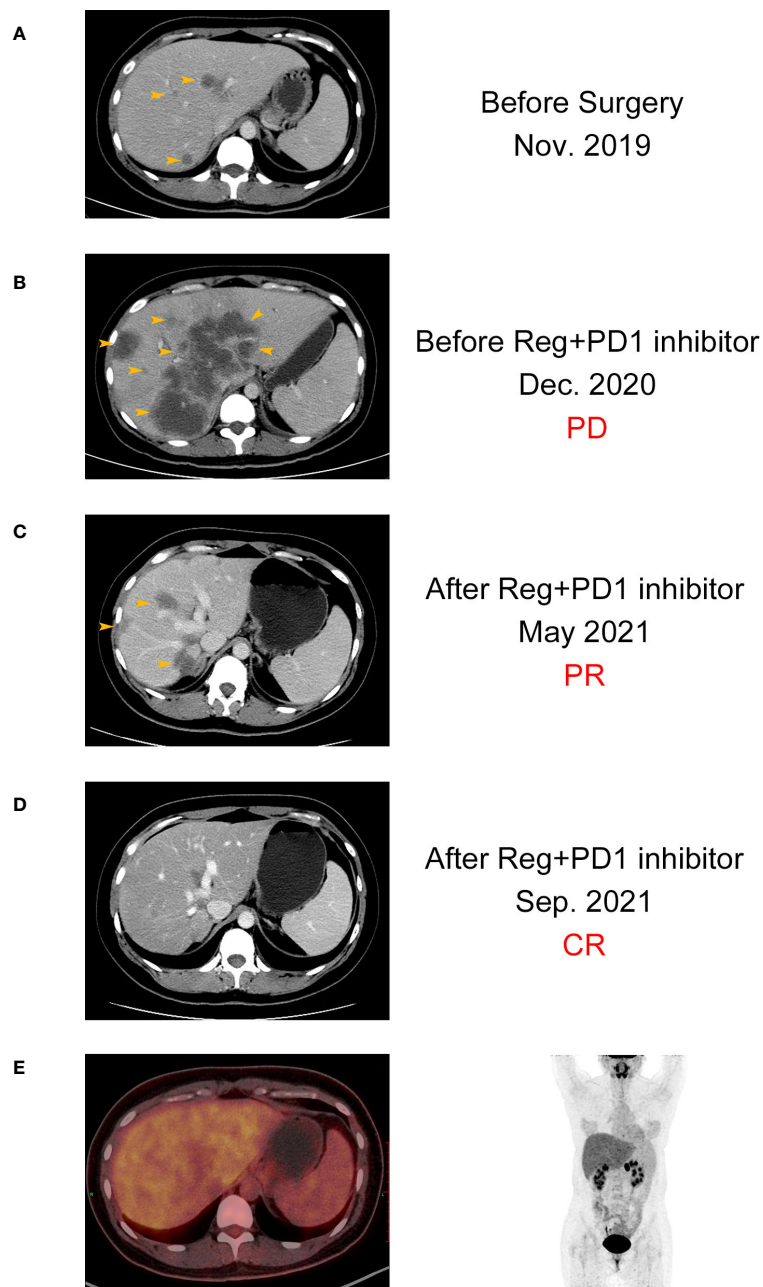 A
Before Surgery
Nov. 2019
B
Before Reg+PD1 inhibitor
Dec. 2020
PD
C
After Reg+PD1 inhibitor
May 2021
PR
D
After Reg+PD1 inhibitor
Sep. 2021
CR
E